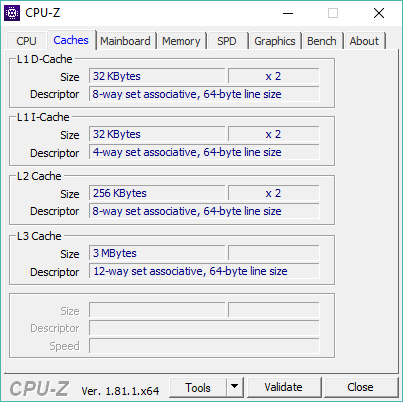 CPU-Z
CPU Caches Mainboard Memory SPD Graphics Bench About
L1 D-Cache
Size 32 KBytes x 2
Descriptor 8-way set associative, 64-byte line size
L1 I-Cache
Size 32 KBytes x 2
Descriptor 4-way set associative, 64-byte line size
L2 Cache
Size 256 KBytes x 2
Descriptor 8-way set associative, 64-byte line size
L3 Cache
Size 3 MBytes
Descriptor 12-way set associative, 64-byte line size
Size
Descriptor
Speed
CPU-Z Ver. 1.81.1.x64 Tools Validate Close